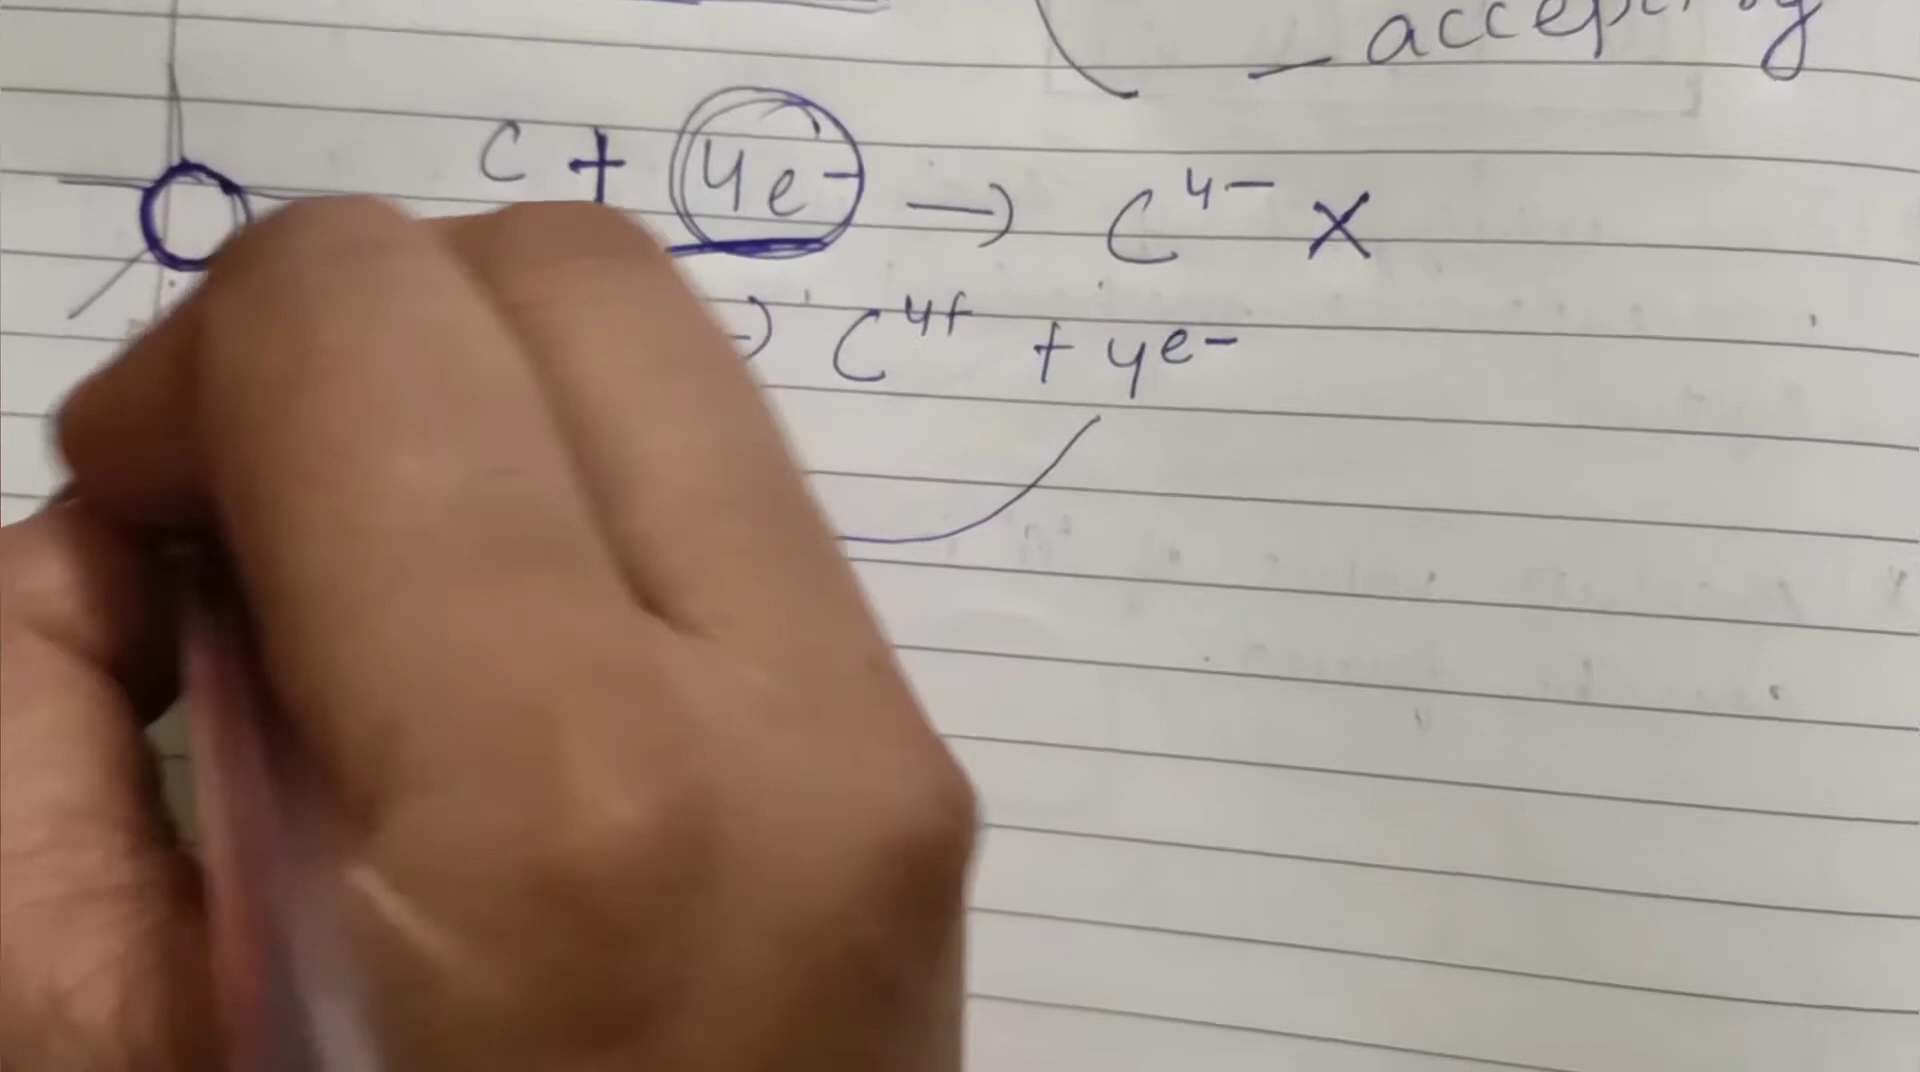 accepting
C + 4e- → C⁴⁻ X
→ C⁴⁺ + 4e-